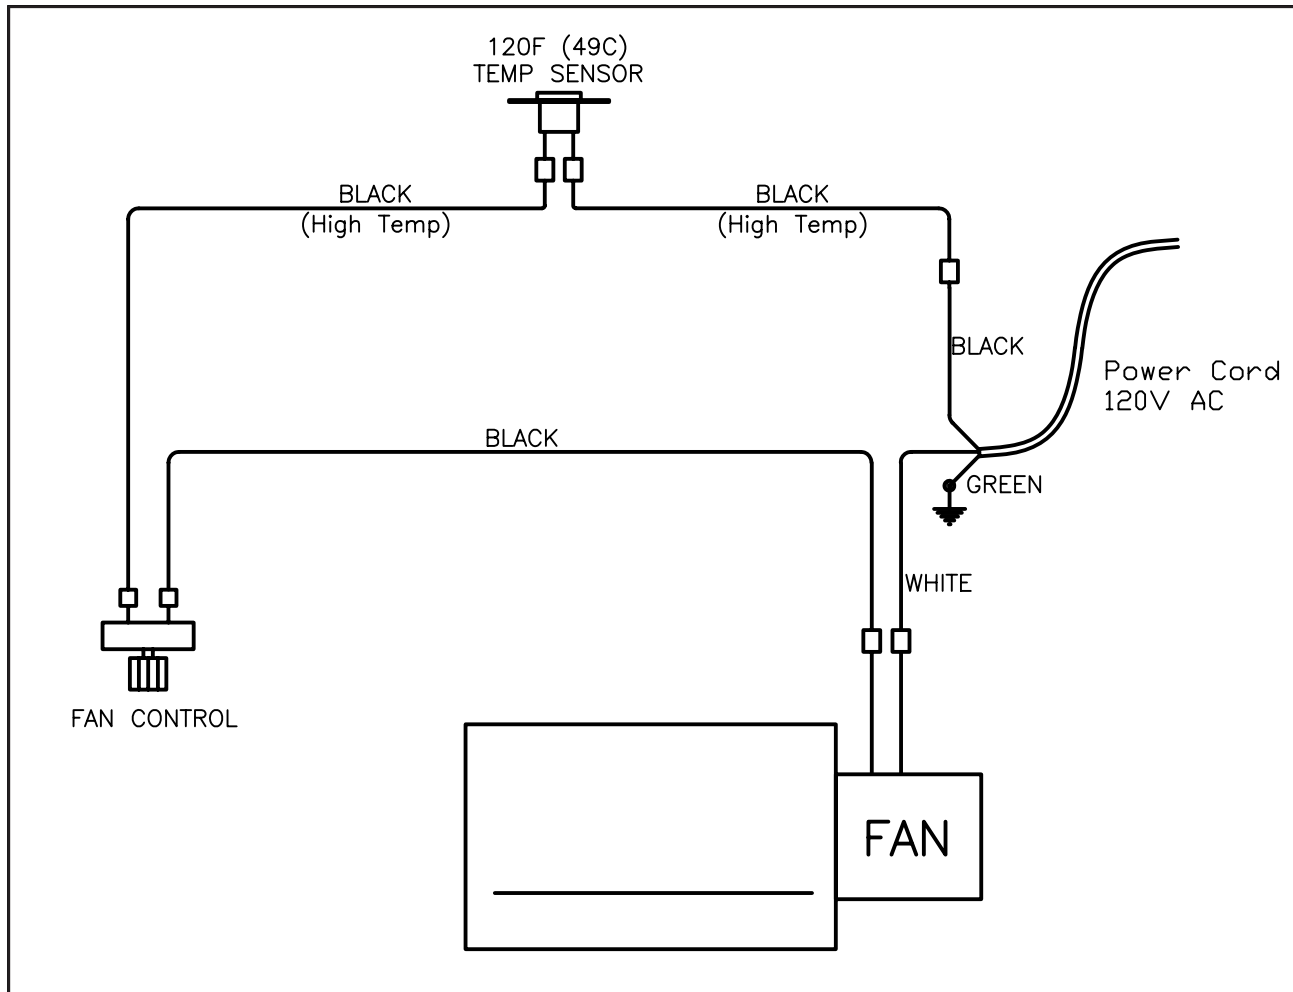 120F (49C)
TEMP SENSOR
BLACK
(High Temp)
BLACK
(High Temp)
BLACK
Power Cord
120V AC
BLACK
GREEN
WHITE
FAN CONTROL
FAN